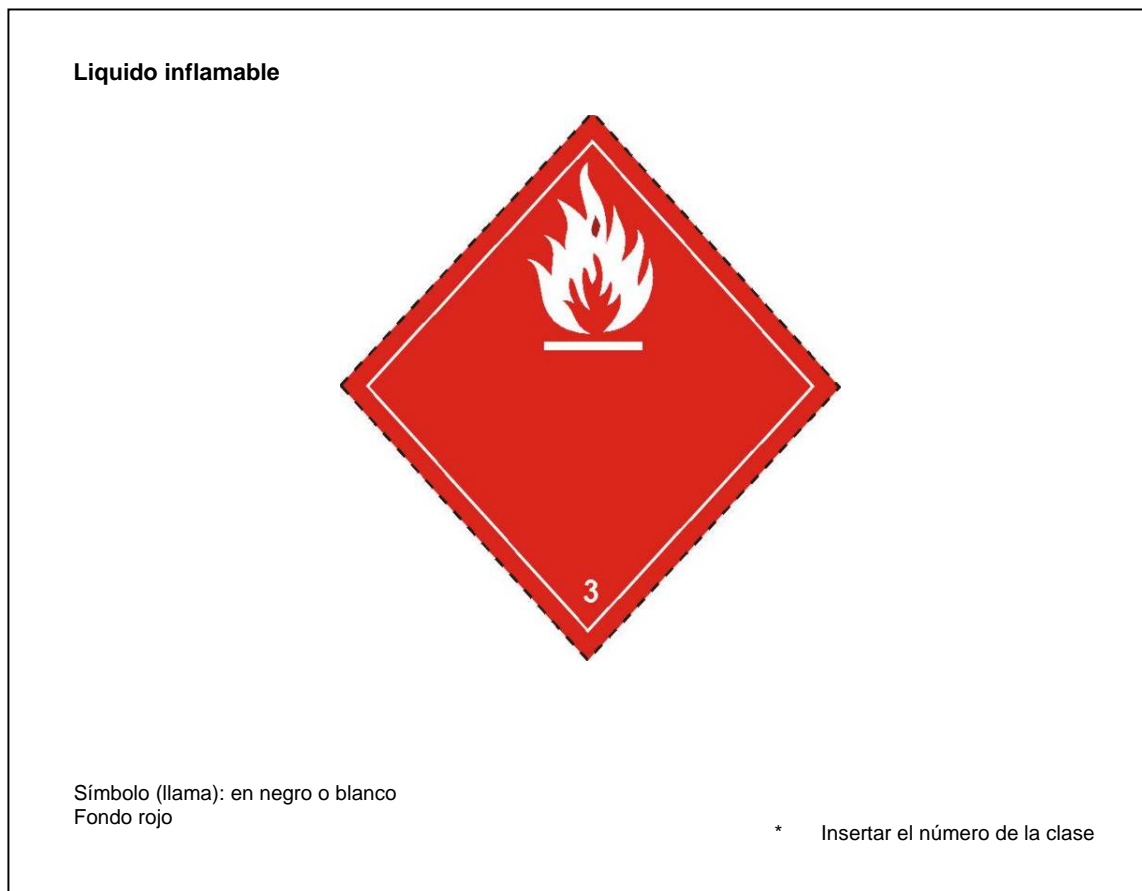 Liquido inflamable
3
Símbolo (llama): en negro o blanco
Fondo rojo
* Insertar el número de la clase